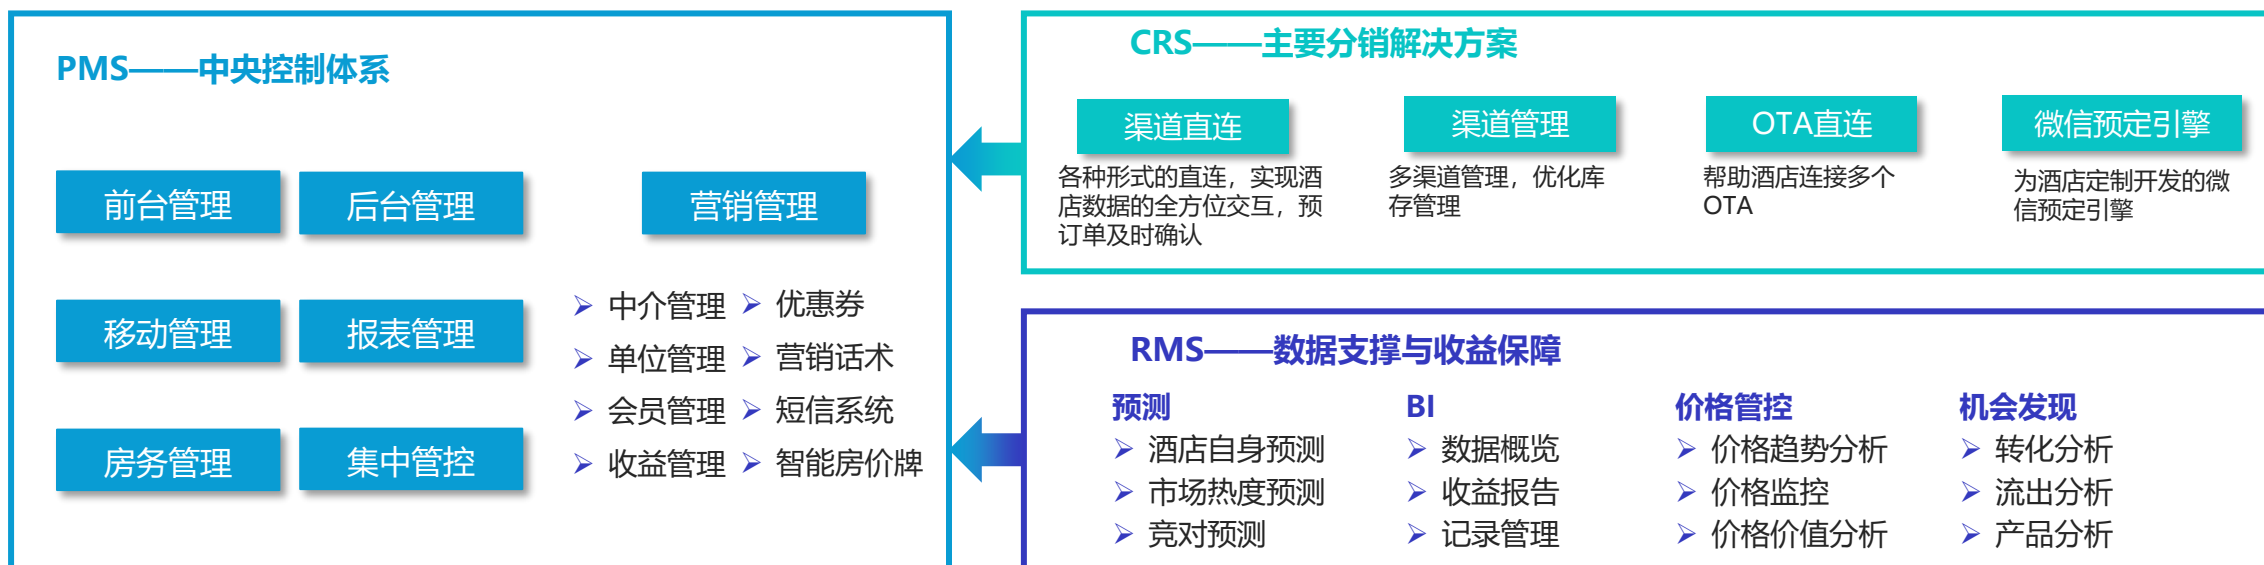 PMS——中央控制体系
前台管理
后台管理
营销管理
移动管理
报表管理
房务管理
集中管控
➢ 中介管理
➢ 单位管理
➢ 会员管理
➢ 收益管理
➢ 优惠券
➢ 营销话术
➢ 短信系统
➢ 智能房价牌
CRS——主要分销解决方案
渠道直连
各种形式的直连，实现酒
店数据的全方位交互，预
订单及时确认
渠道管理
多渠道管理，优化库
存管理
OTA直连
帮助酒店连接多个
OTA
微信预定引擎
为酒店定制开发的微
信预定引擎
RMS——数据支撑与收益保障
预测
➢ 酒店自身预测
➢ 市场热度预测
➢ 竞对预测
BI
➢ 数据概览
➢ 收益报告
➢ 记录管理
价格管控
➢ 价格趋势分析
➢ 价格监控
➢ 价格价值分析
机会发现
➢ 转化分析
➢ 流出分析
➢ 产品分析